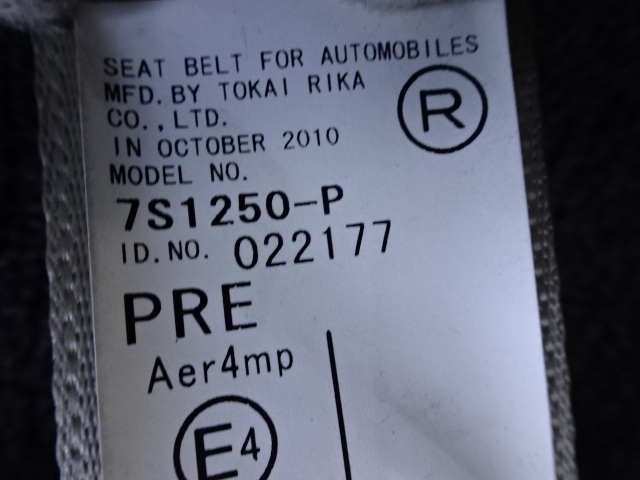 SEAT BELT FOR AUTOMOBILES
MFD. BY TOKAI RIKA
CO., LTD.
IN OCTOBER 2010
R
MODEL NO.
7S1250-P
ID. NO. 022177
PRE
Aer4mp
E4